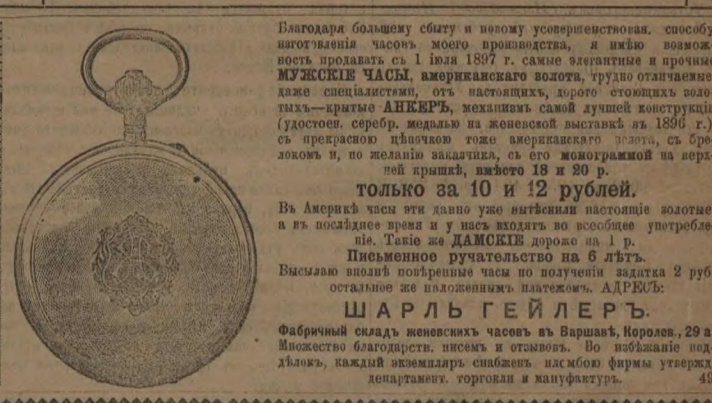 Благодаря большему сбыту и новому усовершенствован. способу
изготовленія часовъ моего производства, я имѣю возмож-
ность продавать съ 1 іюля 1897 г. самые элегантные и прочные
МУЖСКІЕ ЧАСЫ, американскаго золота, трудно отличаемые
даже спеціалистами, отъ настоящихъ, дорого стоющихъ золо-
тыхъ—крытые АНКЕРЪ, механизмъ самой лучшей конструкціи
(удостоен. серебр. медалью на женевской выставкѣ въ 1896 г.)
съ прекрасною цѣпочкою тоже американскаго золота, съ бре-
локомъ и, по желанію заказчика, съ его монограммой на верх-
ней крышкѣ, вмѣсто 18 и 20 р.
только за 10 и 12 рублей.
Въ Америкѣ часы эти давно уже вытѣснили настоящіе золотые
а въ послѣднее время и у насъ входятъ во всеобщее употребле-
ніе. Такіе же ДАМСКІЕ дороже на 1 р.
Письменное ручательство на 6 лѣтъ.
Высылаю вполнѣ повѣренные часы по полученіи задатка 2 руб
остальное же наложеннымъ платежомъ. АДРЕСЪ:
ШАРЛЬ ГЕЙЛЕРЪ.
Фабричный складъ женевскихъ часовъ въ Варшавѣ, Королев., 29 а
Множество благодарств. писемъ и отзывовъ. Во избѣжаніе под-
дѣлокъ, каждый экземпляръ снабженъ пломбою фирмы утвержд
департамент. торговли и мануфактуръ. 49